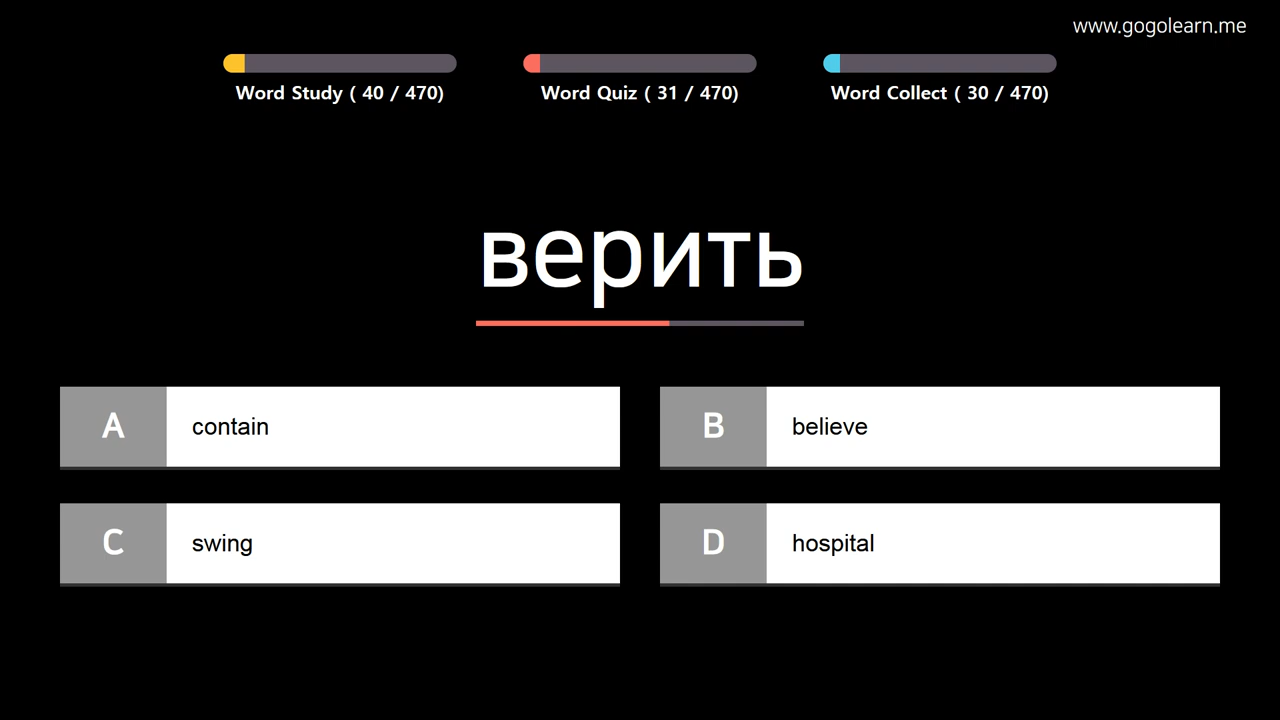 www.gogolearn.me
Word Study ( 40 / 470)
Word Quiz ( 31 / 470)
Word Collect ( 30 / 470)
верить
A contain
B believe
C swing
D hospital